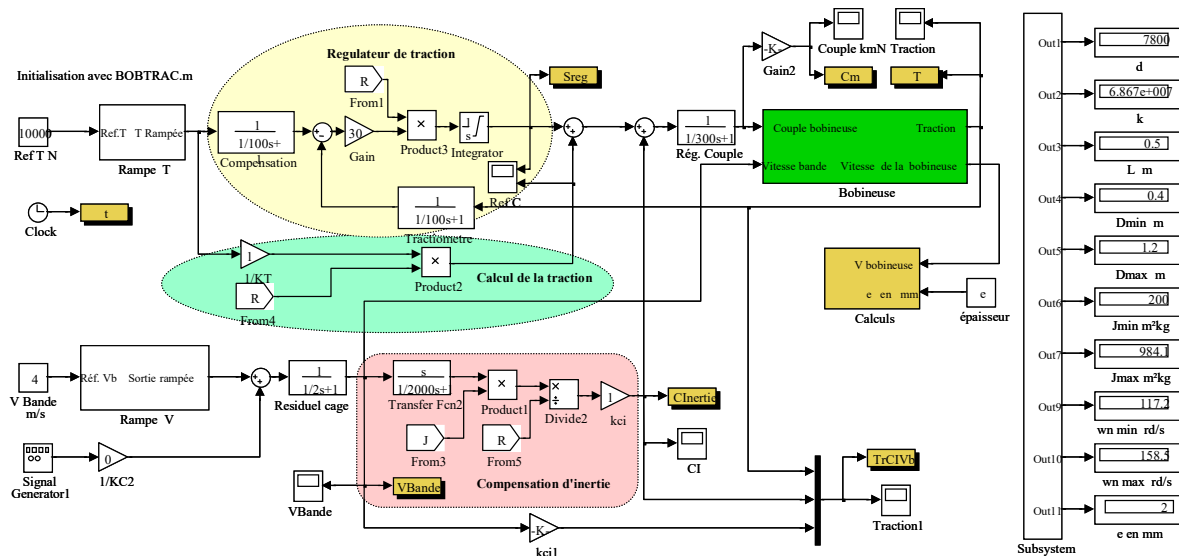 Initialisation avec BOBTRAC.m
10000
Ref T N
Ref.T T Rampée
Rampe T
Clock
t
Regulateur de traction
1
1/100s+1
Compensation
R
From1
30
Gain
×
Product3
1
s
Integrator
Sreg
Ref C
1
1/100s+1
Tractiometre
1
1/KT
R
From4
×
Product2
Calcul de la traction
1
1/300s+1
Rég. Couple
-K-
Gain2
Couple kmN
Traction
Cm
T
Couple bobineuse
Traction
Vitesse bande
Vitesse de la bobineuse
Bobineuse
V bobineuse
e en mm
Calculs
e
épaisseur
4
V Bande
m/s
Réf. Vb Sortie rampée
Rampe V
Signal
Generator1
0
1/KC2
1
1/2s+1
Residuel cage
s
1/2000s+1
Transfer Fcn2
×
Product1
×
÷
Divide2
1
kci
J
From3
R
From5
Compensation d'inertie
CInertie
CI
VBande
VBande
-K-
kci1
TrCIVb
Traction1
Out1
7800
d
Out2
6.867e+007
k
Out3
0.5
L m
Out4
0.4
Dmin m
Out5
1.2
Dmax m
Out6
200
Jmin m²kg
Out7
984.1
Jmax m²kg
Out9
117.2
wn min rd/s
Out10
158.5
wn max rd/s
Out11
2
e en mm
Subsystem